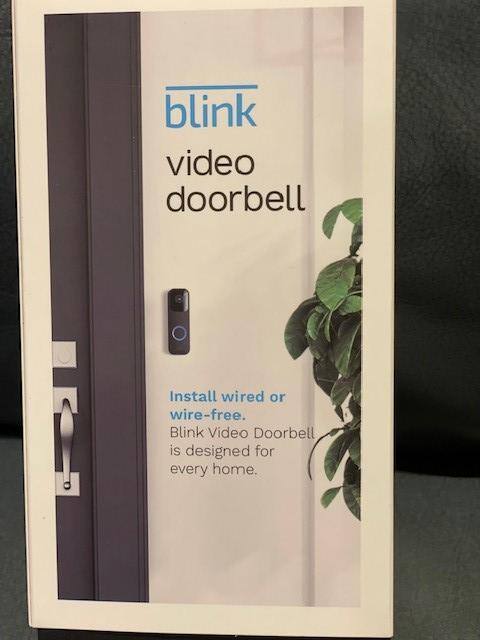 blink
video
doorbell
Install wired or
wire-free.
Blink Video Doorbell
is designed for
every home.